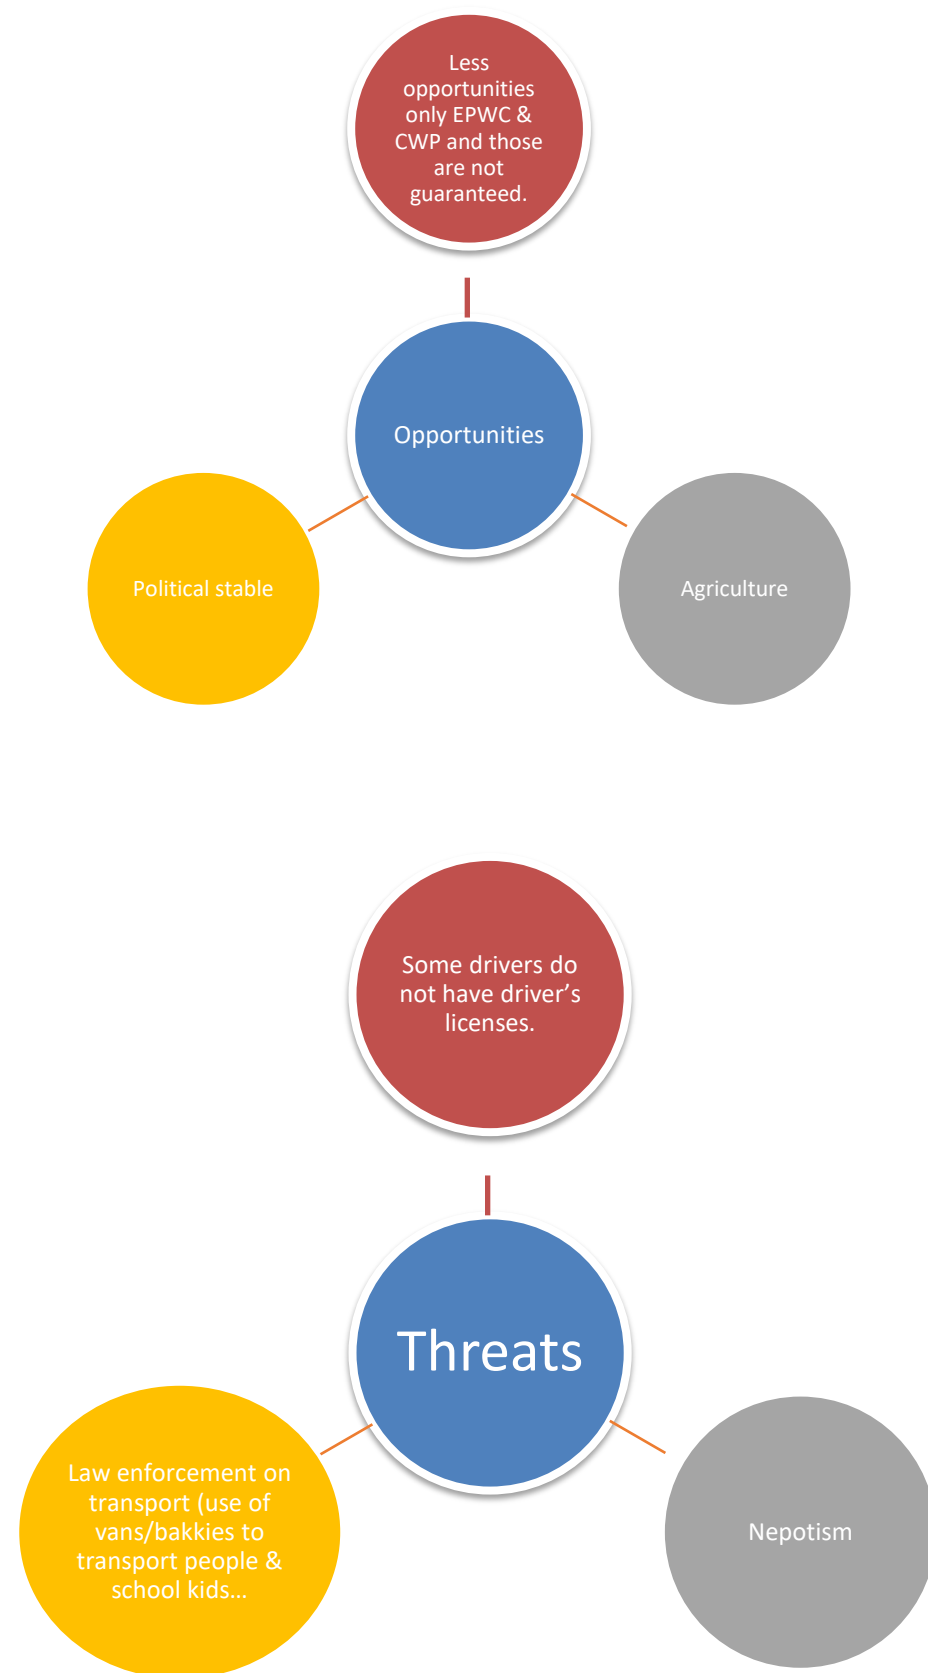 Less
opportunities
only EPWC &
CWP and those
are not
guaranteed.
Opportunities
Political stable
Agriculture
Some drivers do
not have driver’s
licenses.
Threats
Law enforcement on
transport (use of
vans/bakkies to
transport people &
school kids…
Nepotism